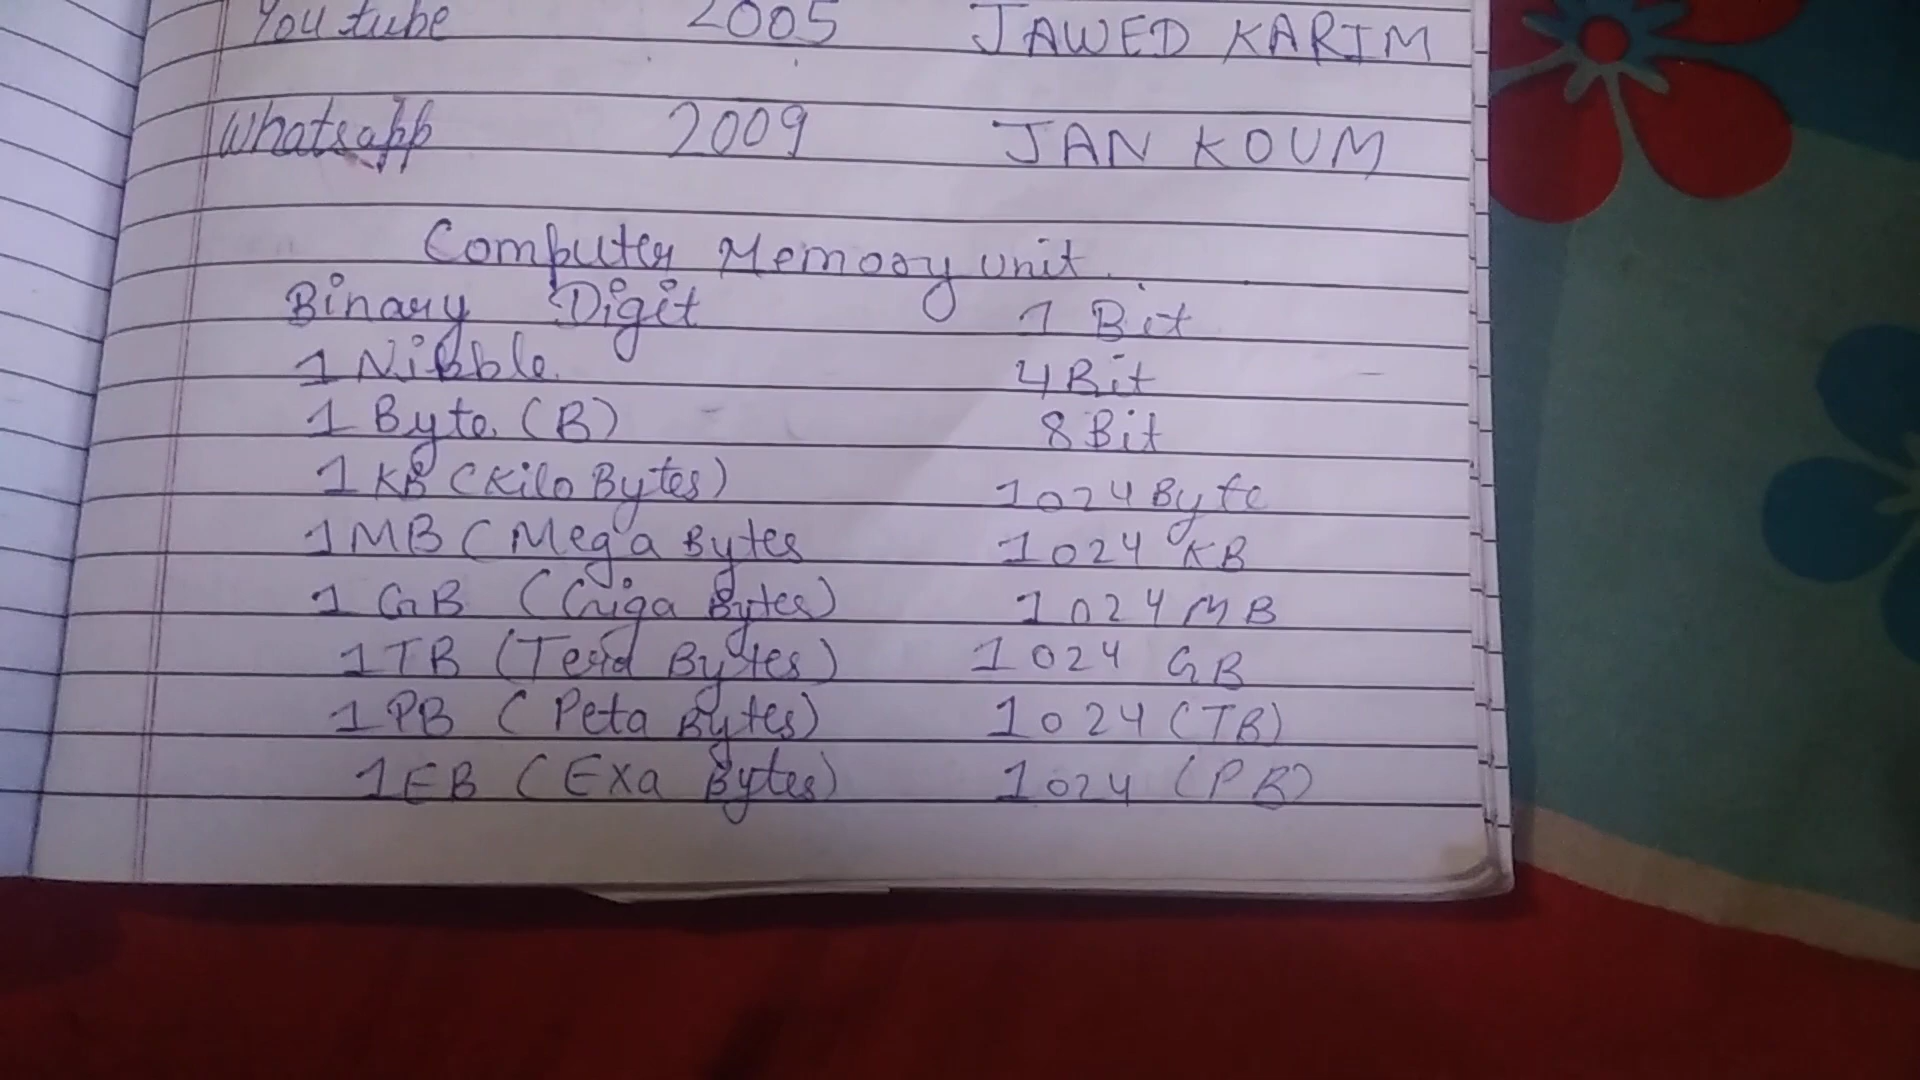 Youtube 2005 JAWED KARIM
Whatsapp 2009 JAN KOUM
Computer Memory unit.
Binary Digit 1 Bit
1 Nibble 4 Bit
1 Byte (B) 8 Bit
1 KB (Kilo Bytes) 1024 Byte
1 MB (Mega Bytes 1024 KB
1 GB (Giga Bytes) 1024 MB
1 TB (Tera Bytes) 1024 GB
1 PB (Peta Bytes) 1024 (TB)
1 EB (Exa Bytes) 1024 (PB)